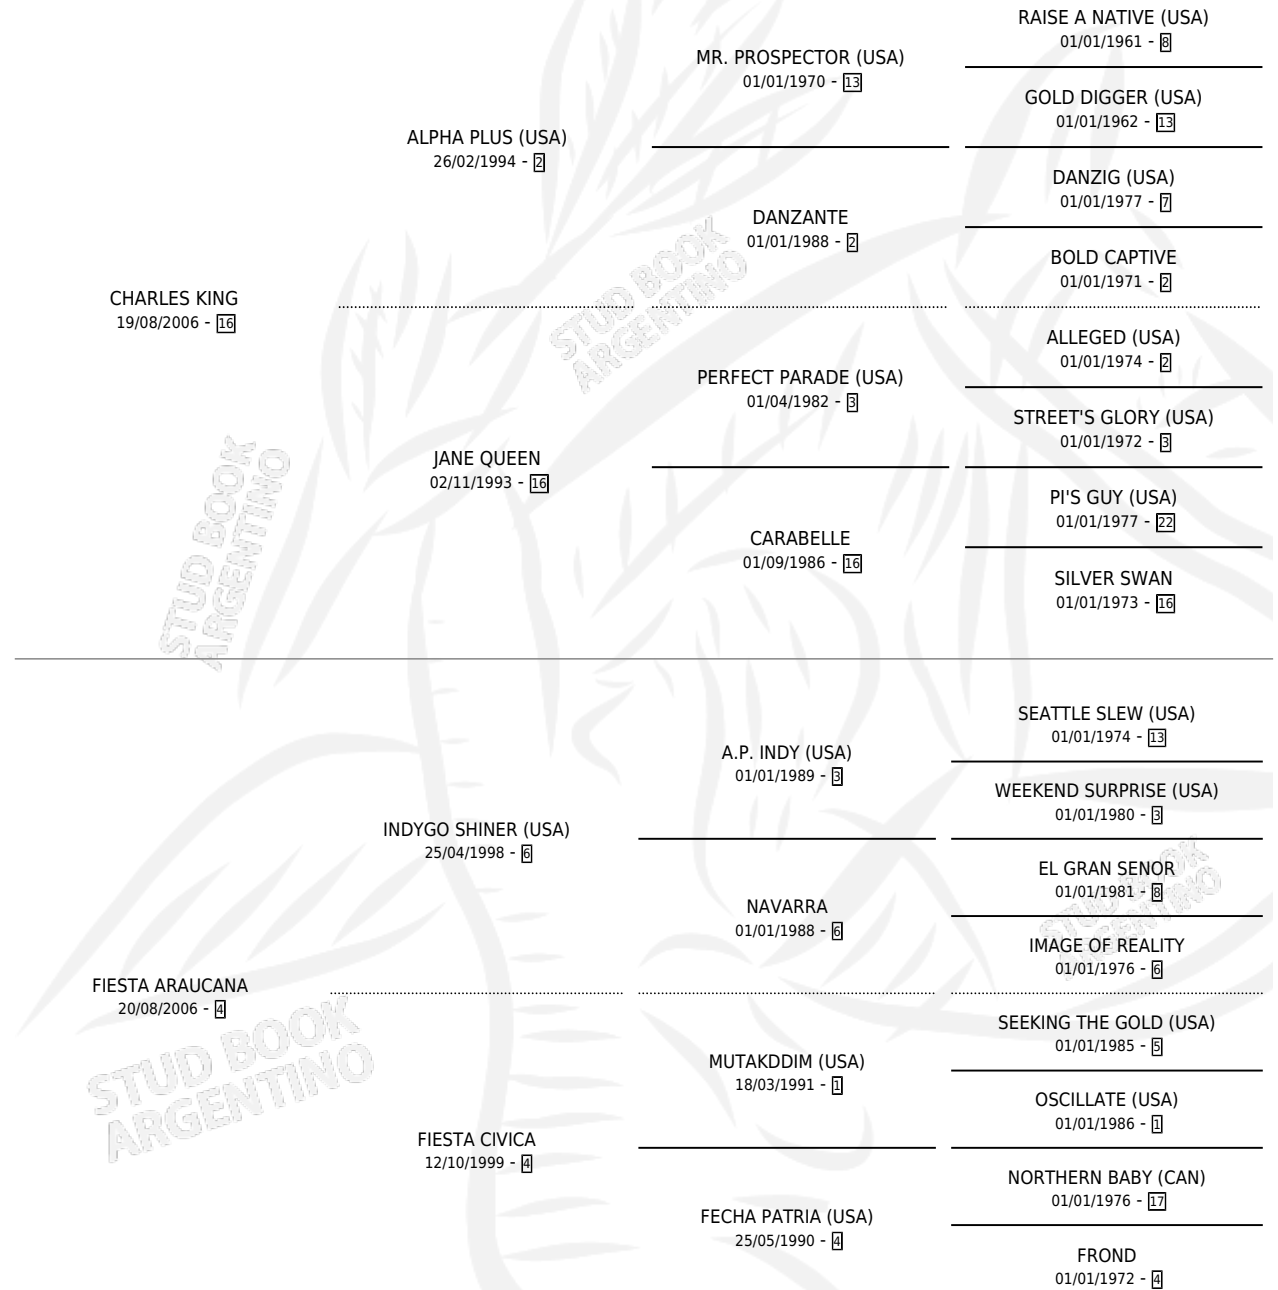 RAISE A NATIVE (USA)
01/01/1961 - 8
MR. PROSPECTOR (USA)
01/01/1970 - 13
GOLD DIGGER (USA)
01/01/1962 - 13
ALPHA PLUS (USA)
26/02/1994 - 2
DANZIG (USA)
01/01/1977 - 7
DANZANTE
01/01/1988 - 2
BOLD CAPTIVE
01/01/1971 - 2
CHARLES KING
19/08/2006 - 16
STUD BOOK
ARGENTINO
ALLEGED (USA)
01/01/1974 - 2
PERFECT PARADE (USA)
01/04/1982 - 3
STREET'S GLORY (USA)
01/01/1972 - 3
JANE QUEEN
02/11/1993 - 16
PI'S GUY (USA)
01/01/1977 - 22
CARABELLE
01/09/1986 - 16
SILVER SWAN
01/01/1973 - 16
STUD BOOK
ARGENTINO
SEATTLE SLEW (USA)
01/01/1974 - 13
A.P. INDY (USA)
01/01/1989 - 3
WEEKEND SURPRISE (USA)
01/01/1980 - 3
INDYGO SHINER (USA)
25/04/1998 - 6
EL GRAN SENOR
01/01/1981 - 8
NAVARRA
01/01/1988 - 6
IMAGE OF REALITY
01/01/1976 - 6
STUD BOOK
ARGENTINO
FIESTA ARAUCANA
20/08/2006 - 4
SEEKING THE GOLD (USA)
01/01/1985 - 5
MUTAKDDIM (USA)
18/03/1991 - 1
OSCILLATE (USA)
01/01/1986 - 1
STUD BOOK
ARGENTINO
FIESTA CIVICA
12/10/1999 - 4
NORTHERN BABY (CAN)
01/01/1976 - 17
FECHA PATRIA (USA)
25/05/1990 - 4
FROND
01/01/1972 - 4